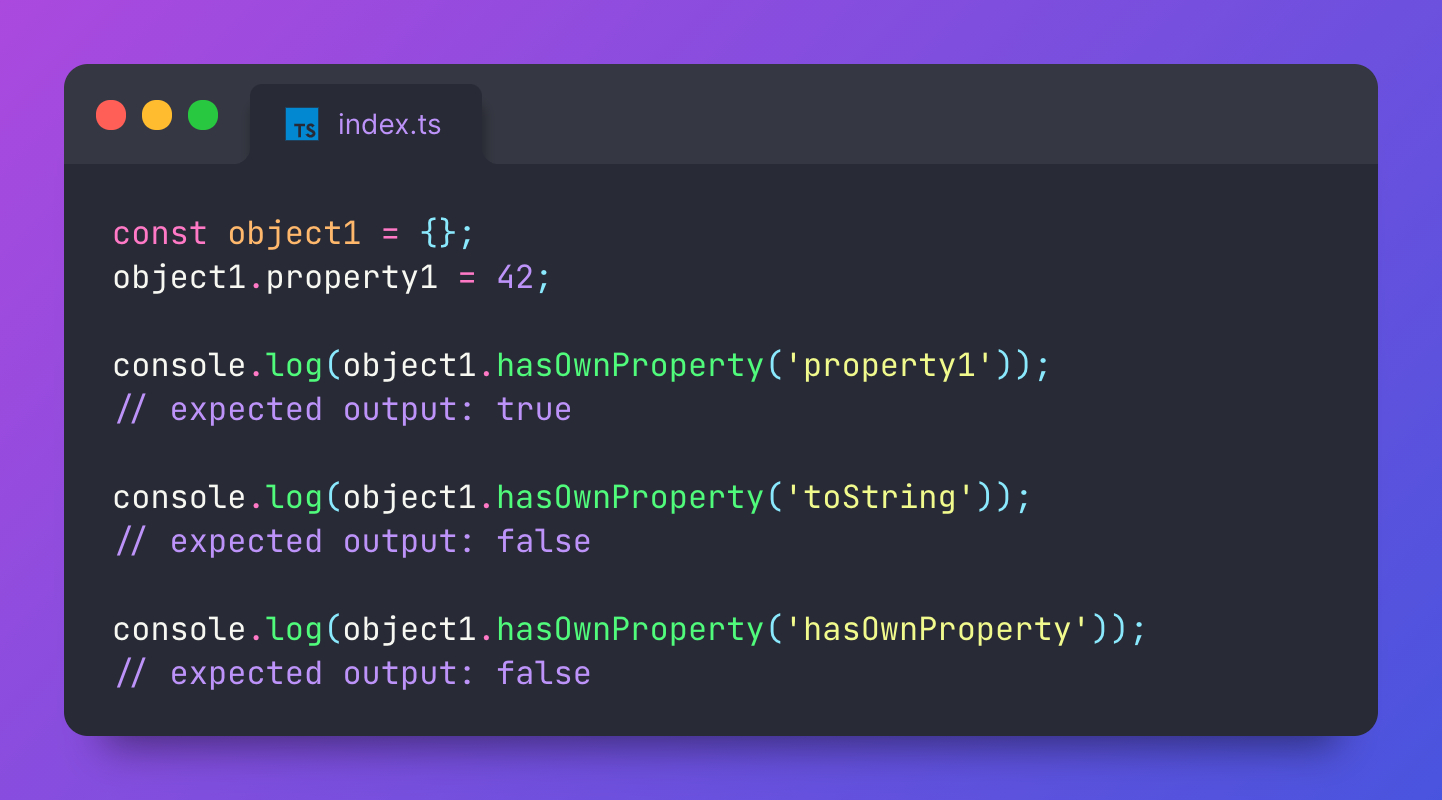 TS index.ts
const object1 = {};
object1.property1 = 42;
console.log(object1.hasOwnProperty('property1'));
// expected output: true
console.log(object1.hasOwnProperty('toString'));
// expected output: false
console.log(object1.hasOwnProperty('hasOwnProperty'));
// expected output: false